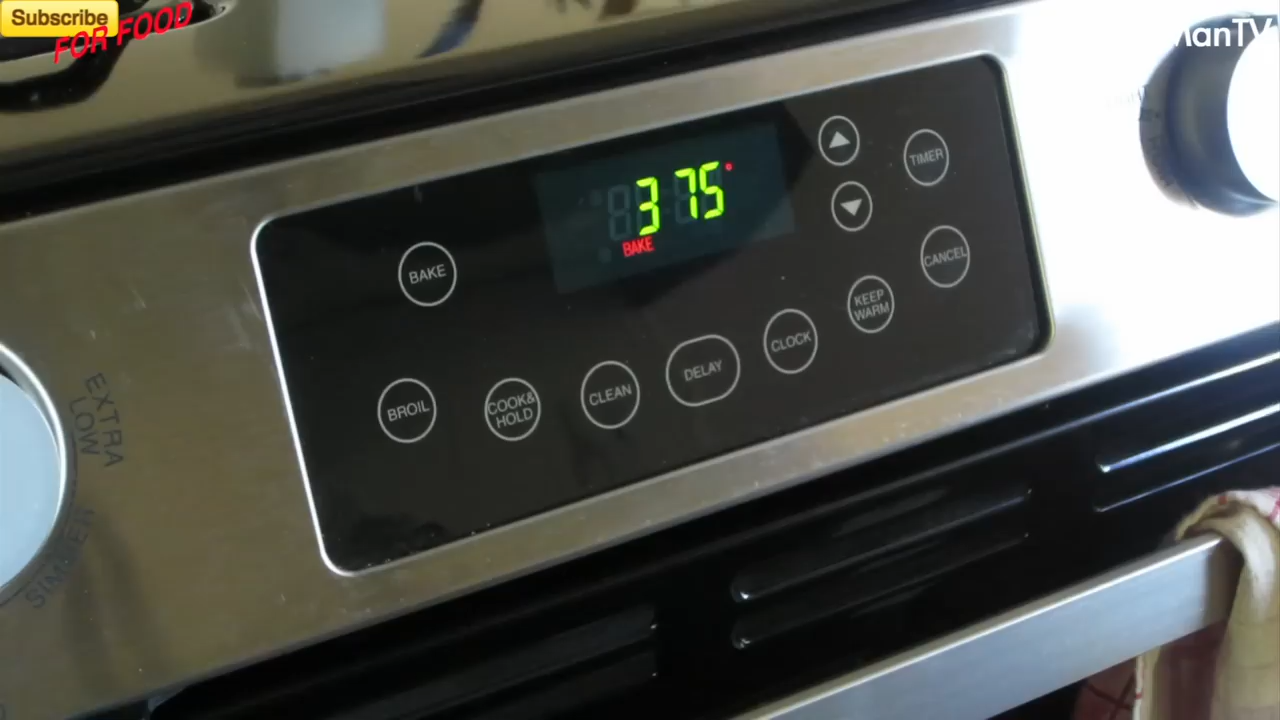 Subscribe
FOR FOOD
ManTV
375°
BAKE
TIMER
BAKE
CANCEL
KEEP
WARM
CLOCK
DELAY
CLEAN
COOK&
HOLD
BROIL
EXTRA
LOW
SIMMER